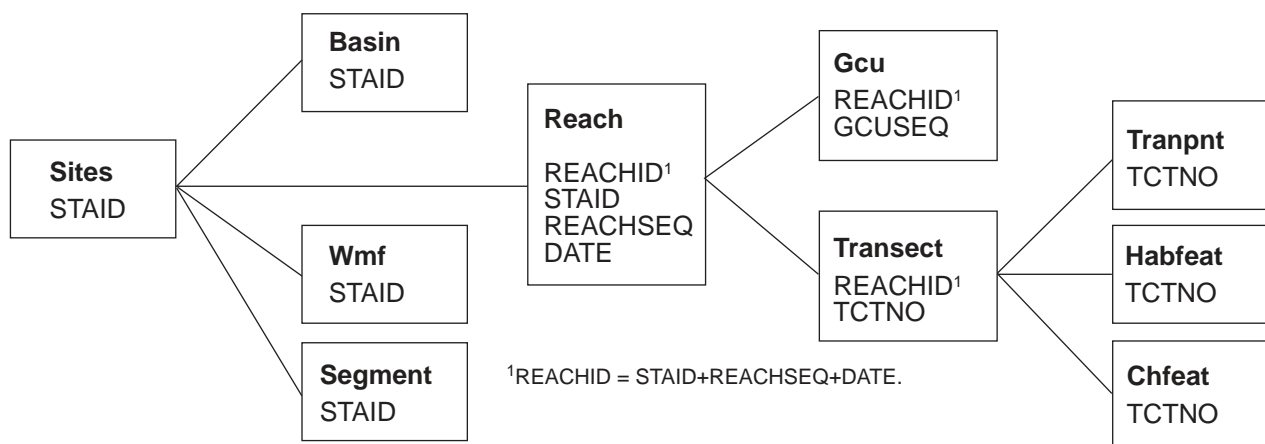 Sites
STAID
Basin
STAID
Wmf
STAID
Segment
STAID
Reach
REACHID¹
STAID
REACHSEQ
DATE
Gcu
REACHID¹
GCUSEQ
Transect
REACHID¹
TCTNO
Tranpnt
TCTNO
Habfeat
TCTNO
Chfeat
TCTNO
¹REACHID = STAID+REACHSEQ+DATE.